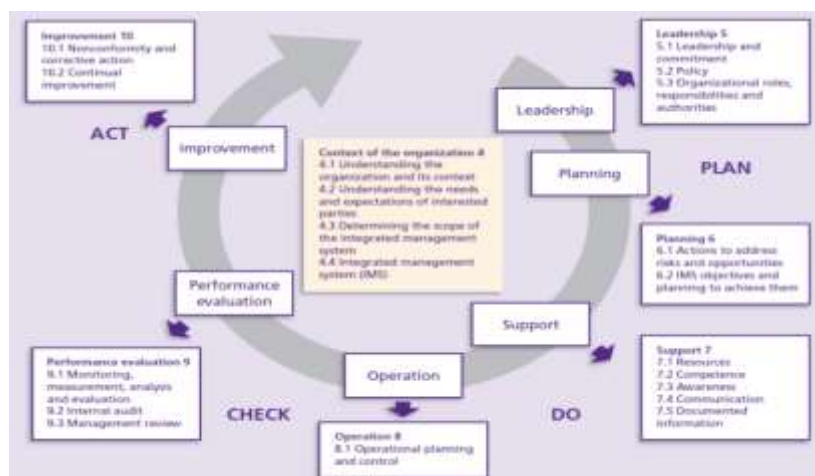 Improvement 10
10.1 Nonconformity and
corrective action
10.2 Continual
improvement
ACT
Improvement
Leadership 5
5.1 Leadership and
commitment
5.2 Policy
5.3 Organizational roles,
responsibilities and
authorities
Leadership
Planning
PLAN
Context of the organization 4
4.1 Understanding the
organization and its context
4.2 Understanding the needs
and expectations of interested
parties
4.3 Determining the scope of
the integrated management
system
4.4 Integrated management
system (IMS)
Planning 6
6.1 Actions to address
risks and opportunities
6.2 IMS objectives and
planning to achieve them
Performance
evaluation
Support
Performance evaluation 9
9.1 Monitoring,
measurement, analysis
and evaluation
9.2 Internal audit
9.3 Management review
CHECK
Operation
DO
Support 7
7.1 Resources
7.2 Competence
7.3 Awareness
7.4 Communication
7.5 Documented
information
Operation 8
8.1 Operational planning
and control